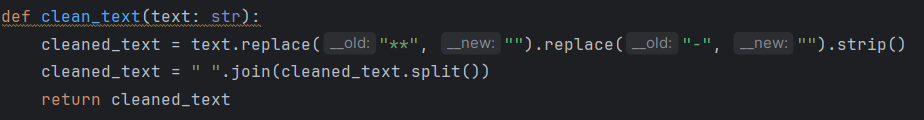 def clean_text(text: str):
    cleaned_text = text.replace(__old: "**", __new: "").replace(__old: "-", __new: "").strip()
    cleaned_text = " ".join(cleaned_text.split())
    return cleaned_text